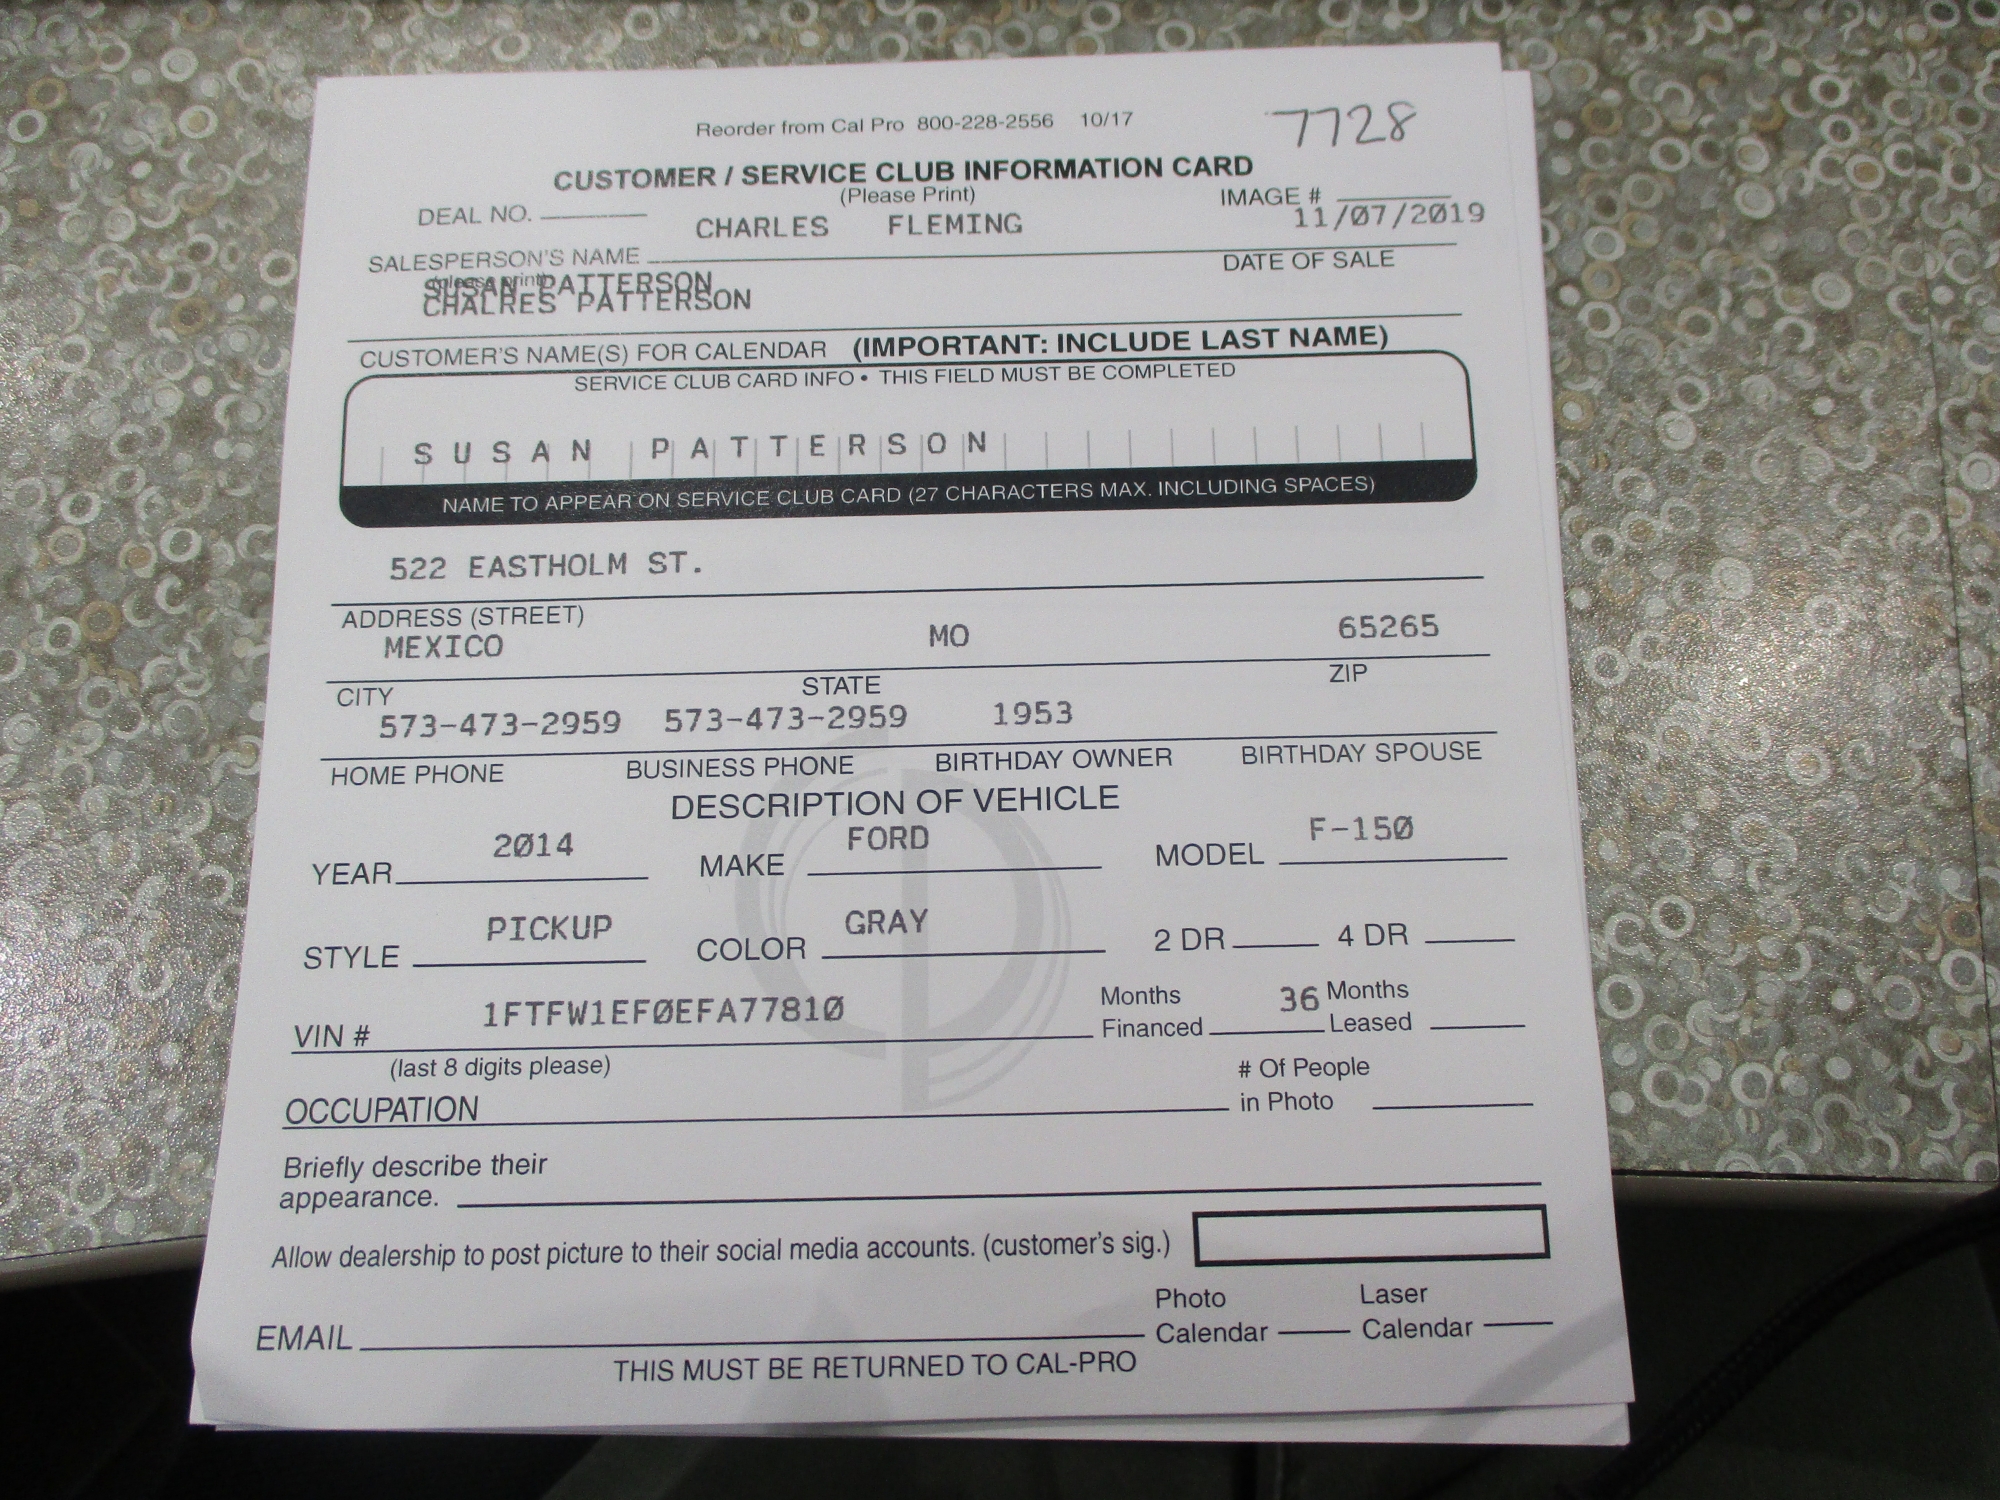 Reorder from Cal Pro 800-228-2556 10/17
7728
CUSTOMER / SERVICE CLUB INFORMATION CARD
(Please Print)
DEAL NO. IMAGE #
CHARLES FLEMING 11/07/2019
SALESPERSON'S NAME DATE OF SALE
(please print)
SUSAN PATTERSON
CHALRES PATTERSON
CUSTOMER'S NAME(S) FOR CALENDAR (IMPORTANT: INCLUDE LAST NAME)
SERVICE CLUB CARD INFO • THIS FIELD MUST BE COMPLETED
SUSAN PATTERSON
NAME TO APPEAR ON SERVICE CLUB CARD (27 CHARACTERS MAX. INCLUDING SPACES)
522 EASTHOLM ST.
ADDRESS (STREET)
MEXICO MO 65265
CITY STATE ZIP
573-473-2959 573-473-2959 1953
HOME PHONE BUSINESS PHONE BIRTHDAY OWNER BIRTHDAY SPOUSE
DESCRIPTION OF VEHICLE
YEAR 2014 MAKE FORD MODEL F-150
STYLE PICKUP COLOR GRAY 2 DR 4 DR
VIN # 1FTFW1EF0EFA77810 Months Financed 36 Months Leased
(last 8 digits please)
OCCUPATION # Of People in Photo
Briefly describe their
appearance.
Allow dealership to post picture to their social media accounts. (customer's sig.)
EMAIL Photo Calendar Laser Calendar
THIS MUST BE RETURNED TO CAL-PRO